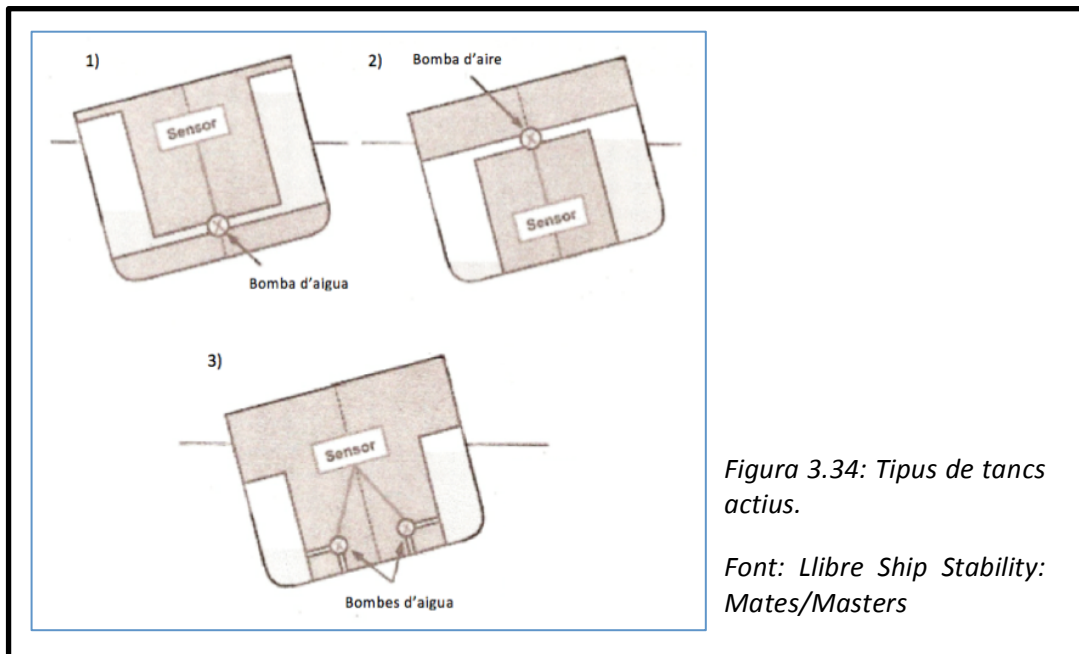 1)
Bomba d'aire
2)
Sensor
Sensor
Bomba d'aigua
3)
Sensor
Bombes d'aigua
Figura 3.34: Tipus de tancs
actius.
Font: Llibre Ship Stability:
Mates/Masters